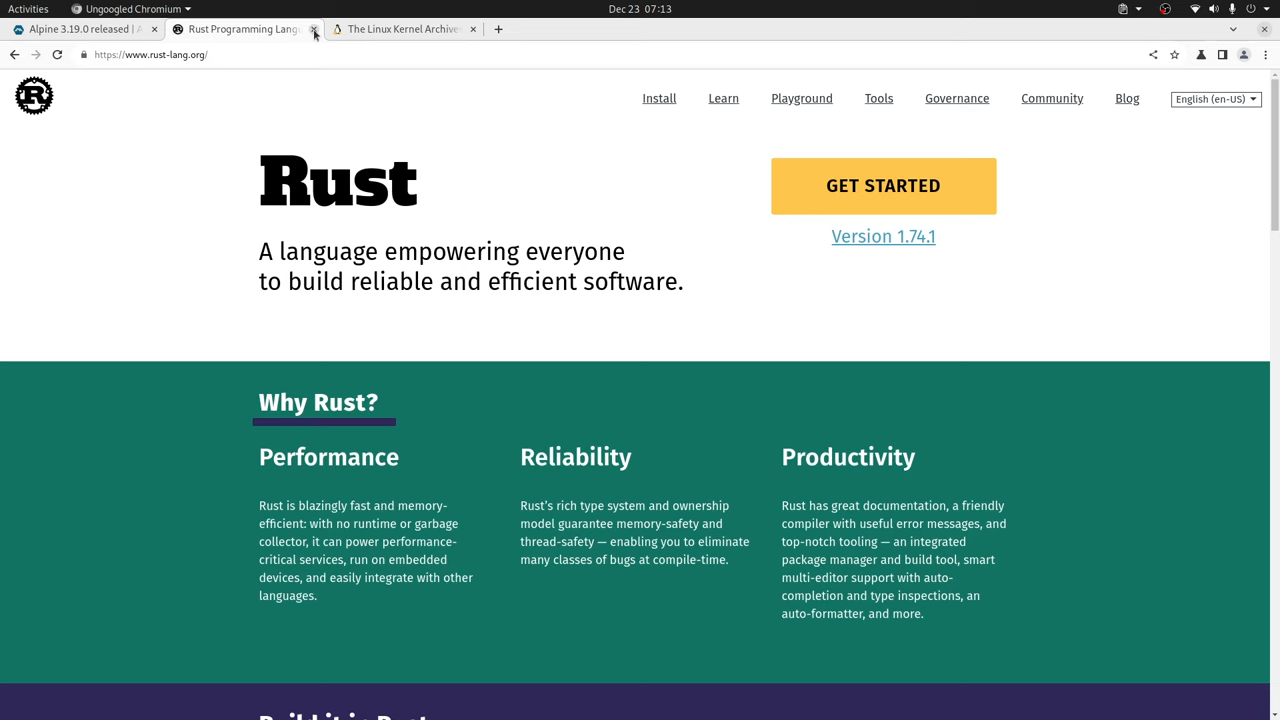 Activities
Ungoogled Chromium
Dec 23 07:13
Alpine 3.19.0 released |
Rust Programming Langu
The Linux Kernel Archive
https://www.rust-lang.org/
Install
Learn
Playground
Tools
Governance
Community
Blog
English (en-US)
Rust
A language empowering everyone
to build reliable and efficient software.
GET STARTED
Version 1.74.1
Why Rust?
Performance
Rust is blazingly fast and memory-
efficient: with no runtime or garbage
collector, it can power performance-
critical services, run on embedded
devices, and easily integrate with other
languages.
Reliability
Rust’s rich type system and ownership
model guarantee memory-safety and
thread-safety — enabling you to eliminate
many classes of bugs at compile-time.
Productivity
Rust has great documentation, a friendly
compiler with useful error messages, and
top-notch tooling — an integrated
package manager and build tool, smart
multi-editor support with auto-
completion and type inspections, an
auto-formatter, and more.
Build it in Rust